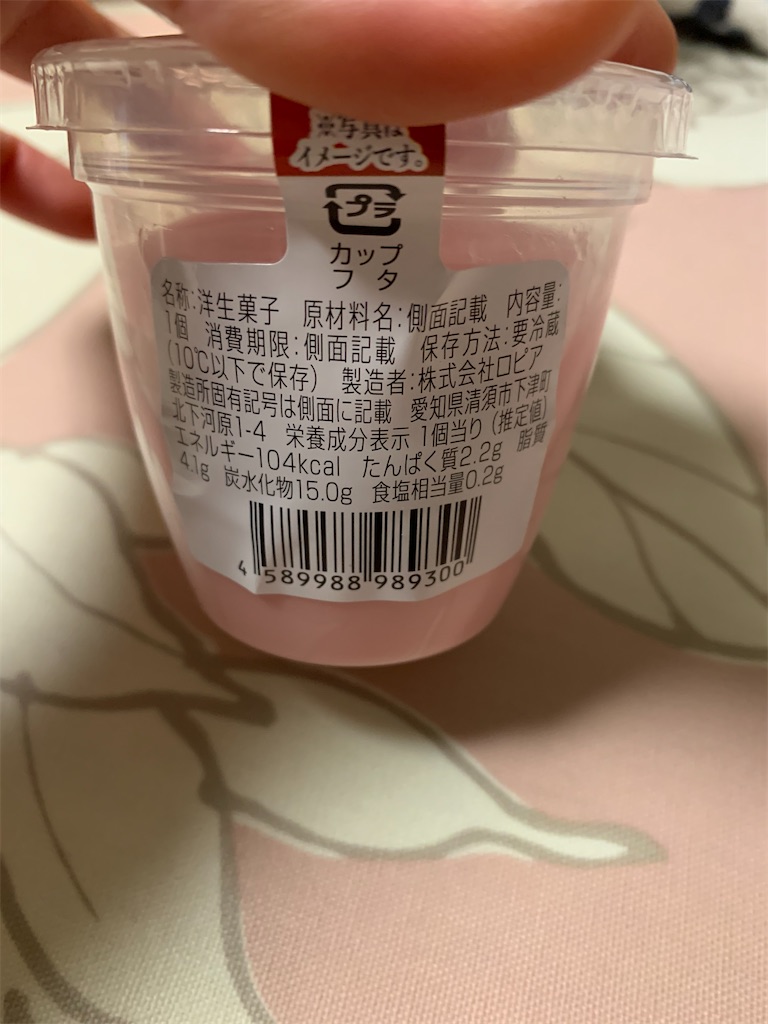 ※写真は
イメージです。
プラ
カップ
フタ
名称:洋生菓子 原材料名:側面記載 内容量:
1個 消費期限:側面記載 保存方法:要冷蔵
(10℃以下で保存) 製造者:株式会社ロピア
製造所固有記号は側面に記載 愛知県清須市下津町
北下河原1-4 栄養成分表示 1個当り(推定値)
エネルギー104kcal たんぱく質2.2g 脂質
4.1g 炭水化物15.0g 食塩相当量0.2g
4 589988 989300